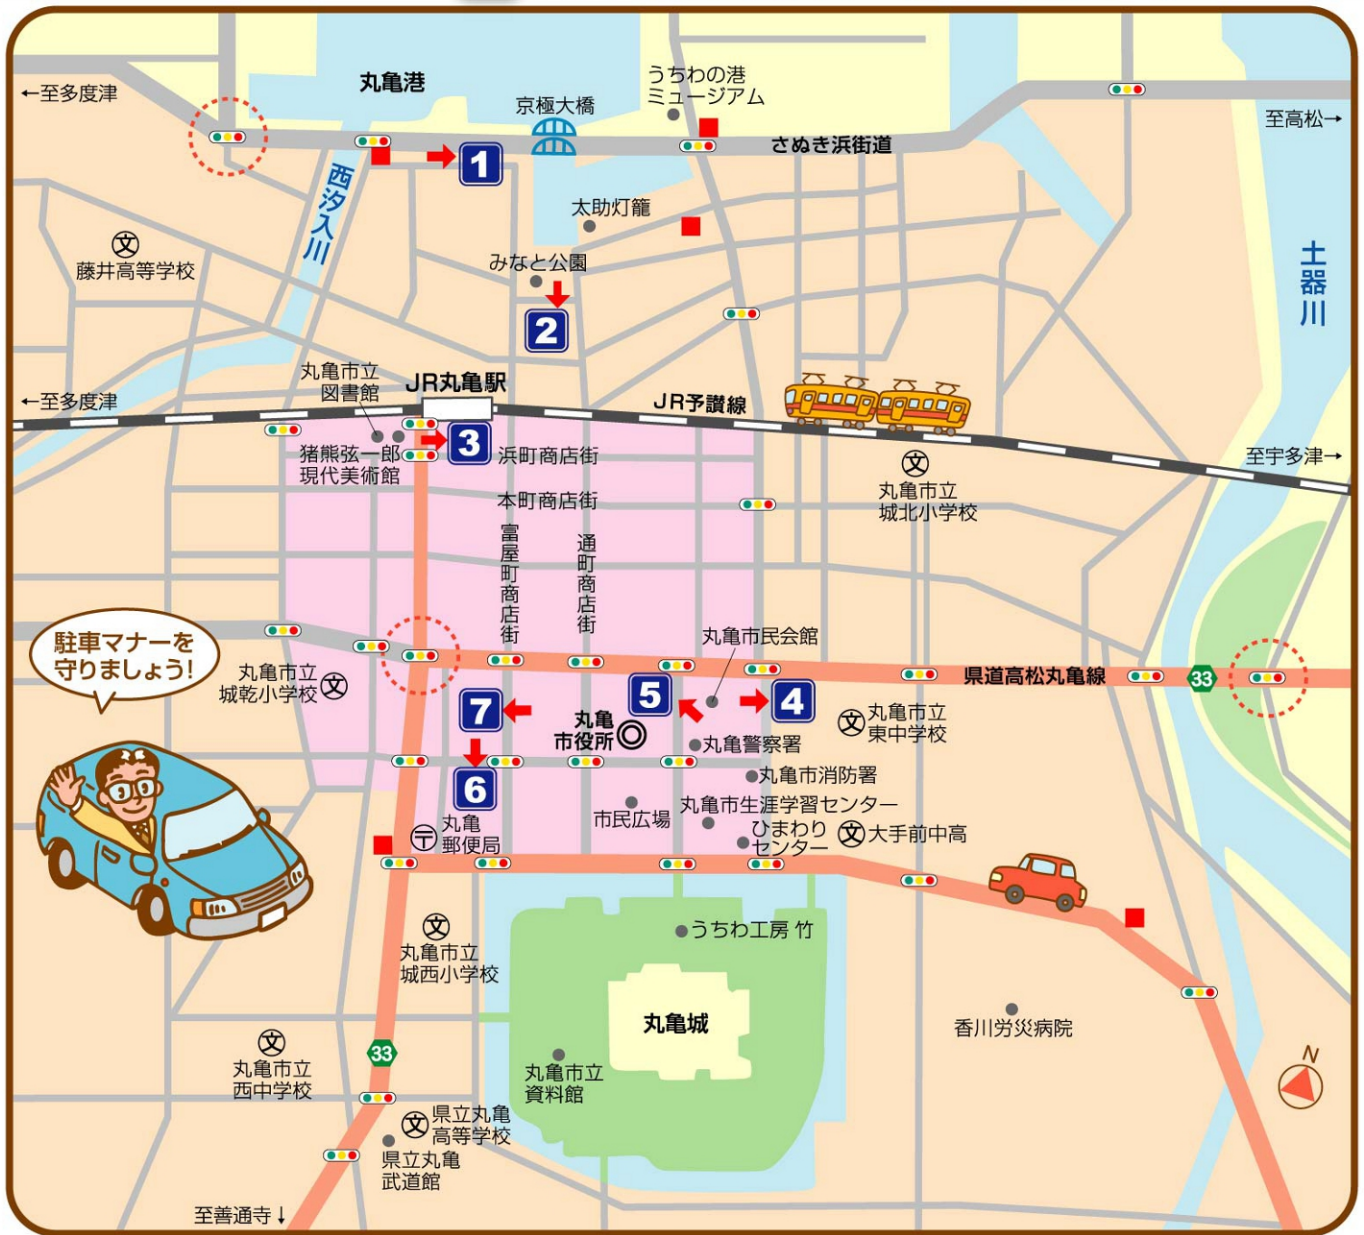 丸亀港
うちわの港
ミュージアム
←至多度津
京極大橋
至高松→
さぬき浜街道
1
西汐入川
太助灯籠
文
藤井高等学校
みなと公園
土器川
2
丸亀市立
図書館
JR丸亀駅
←至多度津
JR予讃線
3
猪熊弦一郎
現代美術館
浜町商店街
至宇多津→
文
丸亀市立
城北小学校
本町商店街
富屋町商店街
通町商店街
駐車マナーを
守りましょう!
丸亀市民会館
丸亀市立
城乾小学校
文
県道高松丸亀線
33
7
5
4
丸亀
市役所
文
丸亀市立
東中学校
丸亀警察署
6
丸亀市消防署
市民広場
丸亀市生涯学習センター
〒
丸亀
郵便局
ひまわり
センター
文
大手前中高
文
丸亀市立
城西小学校
うちわ工房 竹
丸亀城
香川労災病院
文
丸亀市立
西中学校
33
丸亀市立
資料館
N
文
県立丸亀
高等学校
県立丸亀
武道館
至善通寺↓